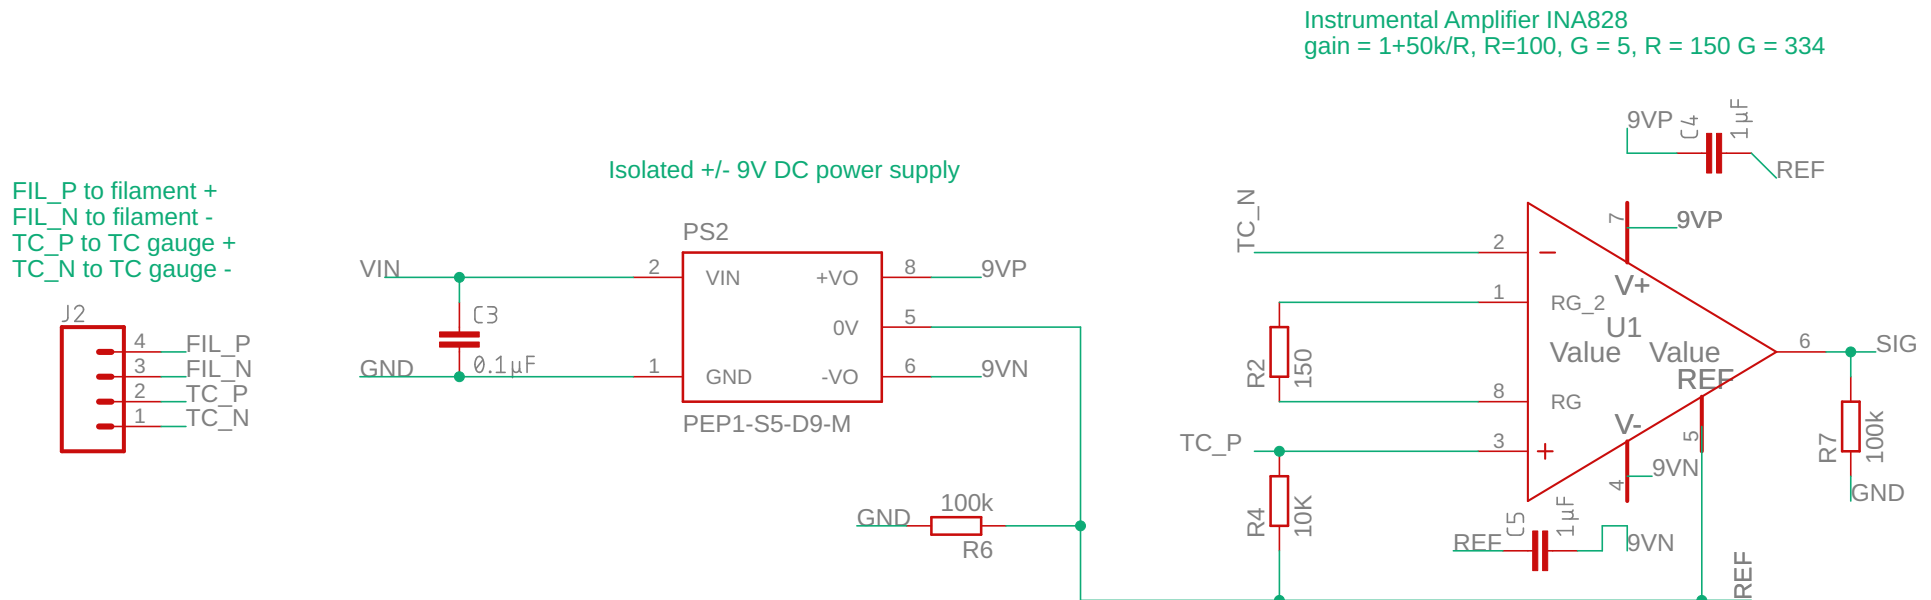 Instrumental Amplifier INA828
gain = 1+50k/R, R=100, G = 5, R = 150 G = 334
FIL_P to filament +
FIL_N to filament -
TC_P to TC gauge +
TC_N to TC gauge -
J2
4 FIL_P
3 FIL_N
2 TC_P
1 TC_N
Isolated +/- 9V DC power supply
PS2
VIN
2
VIN
+VO
8
9VP
C3
0.1µF
0V
5
GND
1
GND
-VO
6
9VN
PEP1-S5-D9-M
GND
100k
R6
9VP
C4
1µF
REF
TC_N
2
7
9VP
V+
1
RG_2
U1
Value
Value
REF
R2
150
8
RG
V-
TC_P
3
R4
10K
4
9VN
5
REF
C5
1µF
9VN
REF
6
SIG
R7
100k
GND